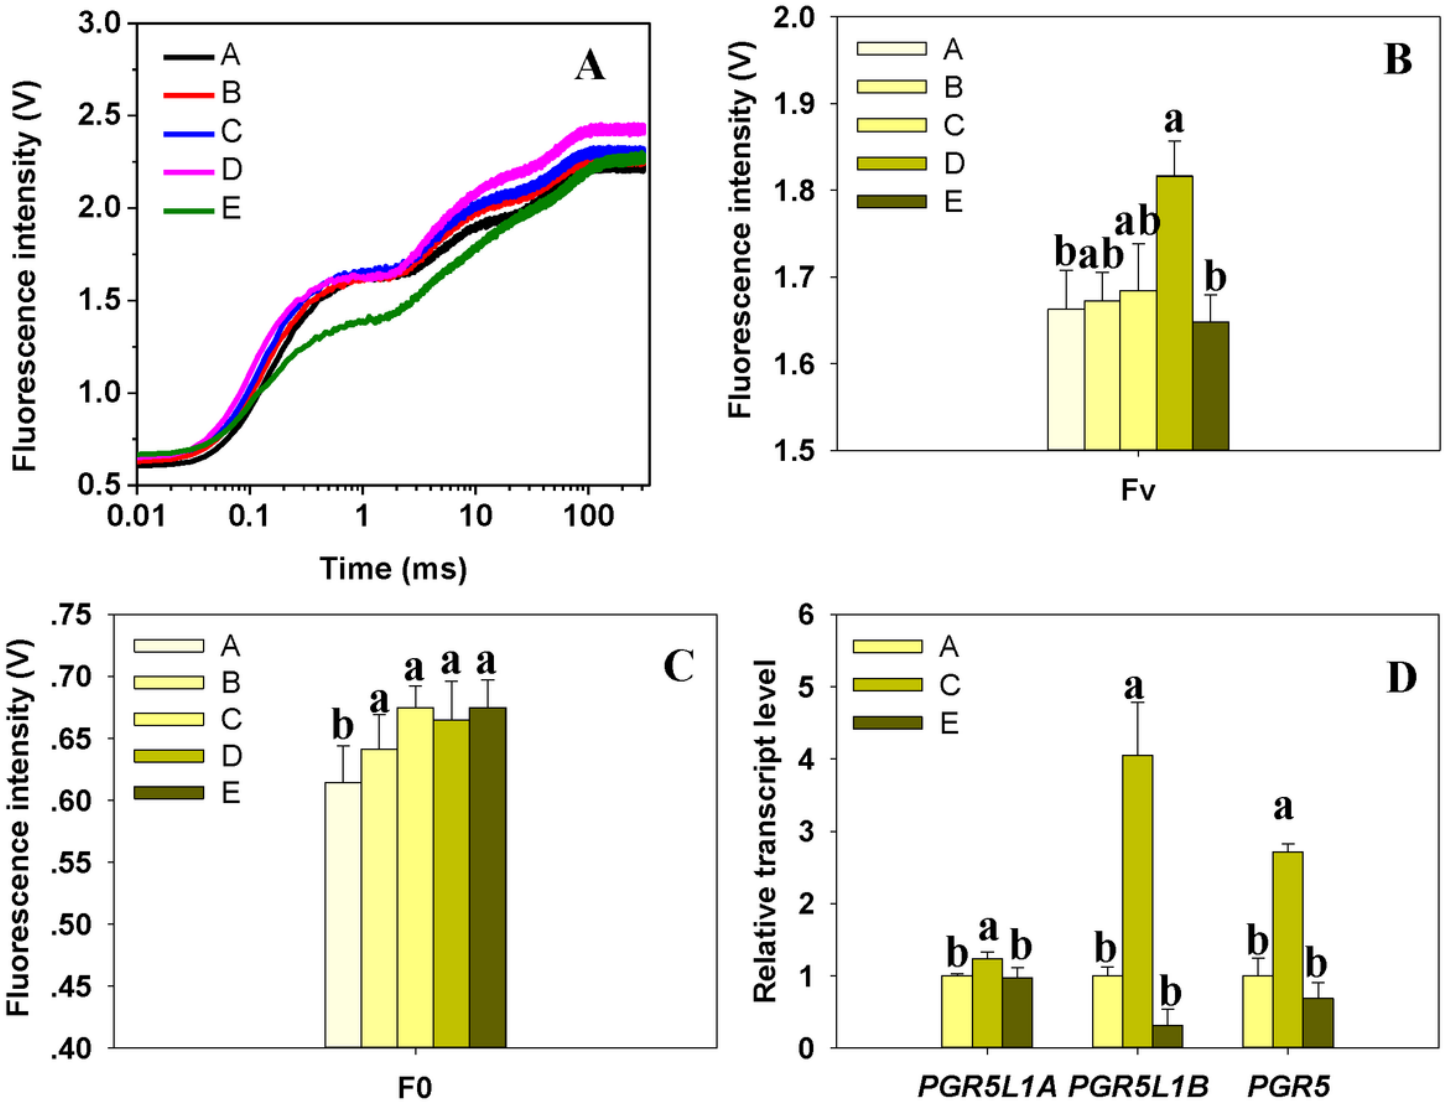 3.0
2.5
2.0
1.5
1.0
0.5
Fluorescence intensity (V)
A
B
C
D
E
A
0.01
0.1
1
10
100
Time (ms)
2.0
1.9
1.8
1.7
1.6
1.5
Fluorescence intensity (V)
A
B
C
D
E
B
b
ab
ab
a
b
Fv
.75
.70
.65
.60
.55
.50
.45
.40
Fluorescence intensity (V)
A
B
C
D
E
C
b
a
a
a
a
F0
6
5
4
3
2
1
0
Relative transcript level
A
C
E
D
b
a
b
b
a
b
b
a
b
PGR5L1A
PGR5L1B
PGR5